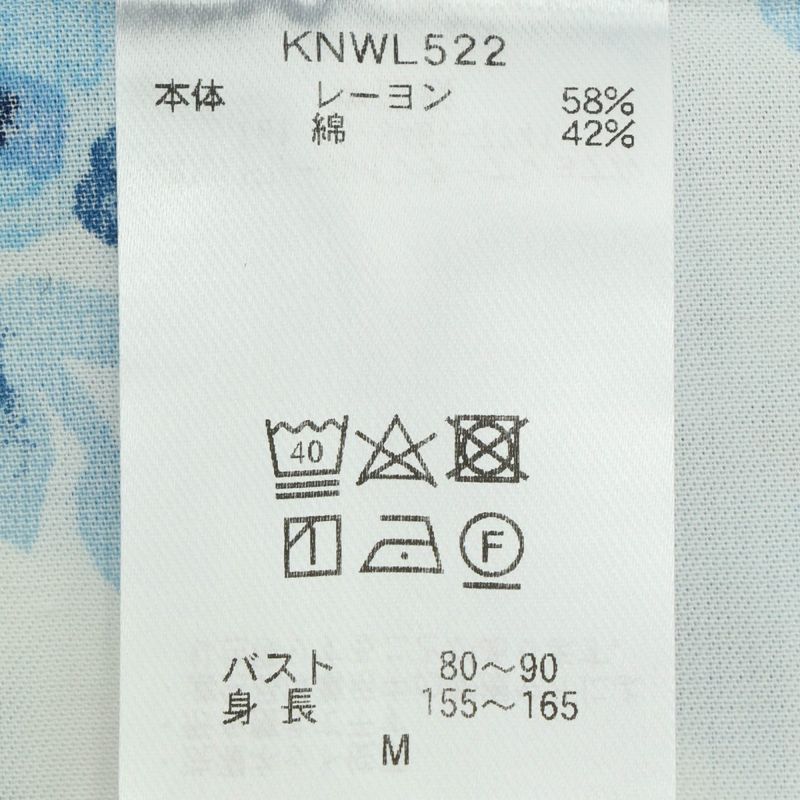 KNWL522
本体 レーヨン 58%
綿 42%
40
F
バスト 80～90
身長 155～165
M